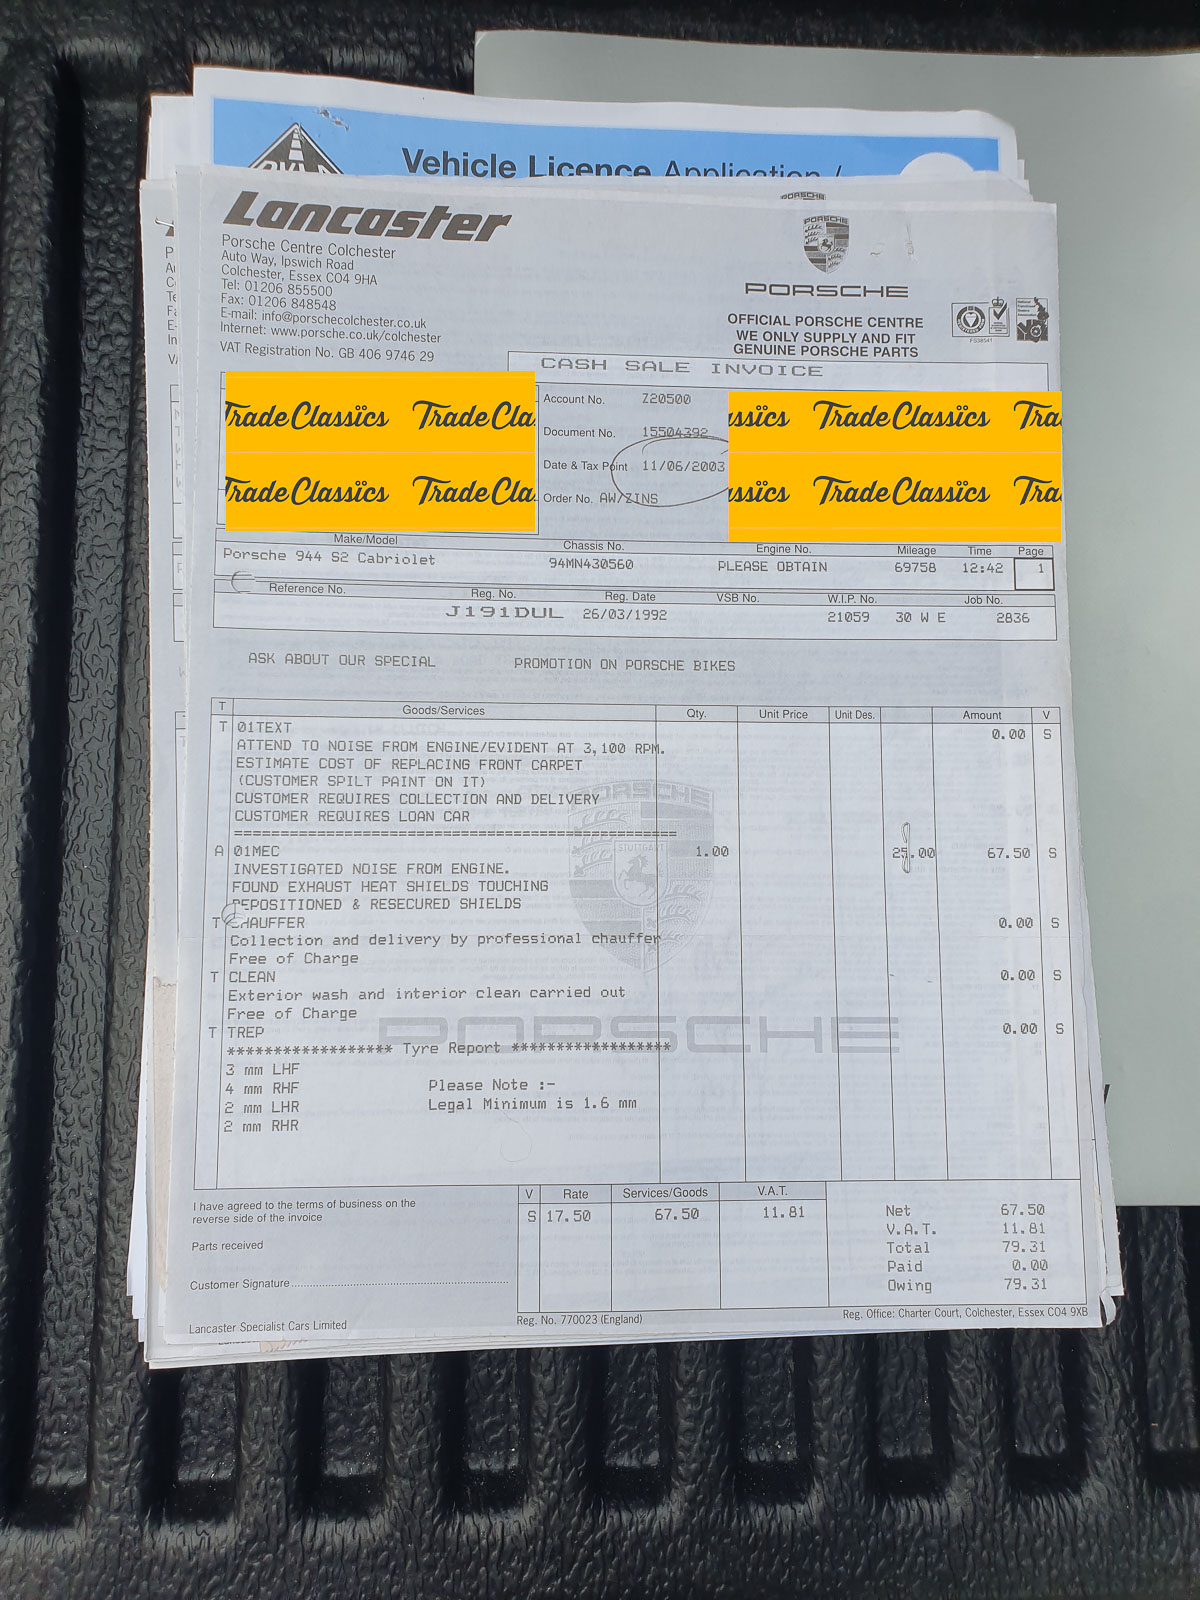 Vehicle Licence Application /
Lancaster
Porsche Centre Colchester
Auto Way, Ipswich Road
Colchester, Essex CO4 9HA
Tel: 01206 855500
Fax: 01206 848548
E-mail: info@porschecolchester.co.uk
Internet: www.porsche.co.uk/colchester
VAT Registration No. GB 406 9746 29
PORSCHE
PORSCHE
PORSCHE
OFFICIAL PORSCHE CENTRE
WE ONLY SUPPLY AND FIT
GENUINE PORSCHE PARTS
CASH SALE INVOICE
TradeClassics TradeCla
TradeClassics TradeCla
Account No. Z20500
Document No. 15504392
Date & Tax Point 11/06/2003
Order No. AW/ZINS
ssics TradeClassics Tra
ssics TradeClassics Tra
Make/Model Chassis No. Engine No. Mileage Time Page
Porsche 944 S2 Cabriolet 94MN430560 PLEASE OBTAIN 69758 12:42 1
Reference No. Reg. No. Reg. Date VSB No. W.I.P. No. Job No.
J191DUL 26/03/1992 21059 30 W E 2836
ASK ABOUT OUR SPECIAL PROMOTION ON PORSCHE BIKES
T Goods/Services Qty. Unit Price Unit Des. Amount V
T 01TEXT 0.00 S
ATTEND TO NOISE FROM ENGINE/EVIDENT AT 3,100 RPM.
ESTIMATE COST OF REPLACING FRONT CARPET
(CUSTOMER SPILT PAINT ON IT)
CUSTOMER REQUIRES COLLECTION AND DELIVERY
CUSTOMER REQUIRES LOAN CAR
================================================
A 01MEC 1.00 25.00 67.50 S
INVESTIGATED NOISE FROM ENGINE.
FOUND EXHAUST HEAT SHIELDS TOUCHING
REPOSITIONED & RESECURED SHIELDS
T CHAUFFER 0.00 S
Collection and delivery by professional chauffer
Free of Charge
T CLEAN 0.00 S
Exterior wash and interior clean carried out
Free of Charge
T TREP 0.00 S
****************** Tyre Report ******************
3 mm LHF
4 mm RHF Please Note :-
2 mm LHR Legal Minimum is 1.6 mm
2 mm RHR
PORSCHE
STUTTGART
PORSCHE
I have agreed to the terms of business on the
reverse side of the invoice
Parts received
Customer Signature
V Rate Services/Goods V.A.T.
S 17.50 67.50 11.81
Net 67.50
V.A.T. 11.81
Total 79.31
Paid 0.00
Owing 79.31
Lancaster Specialist Cars Limited
Reg. No. 770023 (England)
Reg. Office: Charter Court, Colchester, Essex CO4 9XB